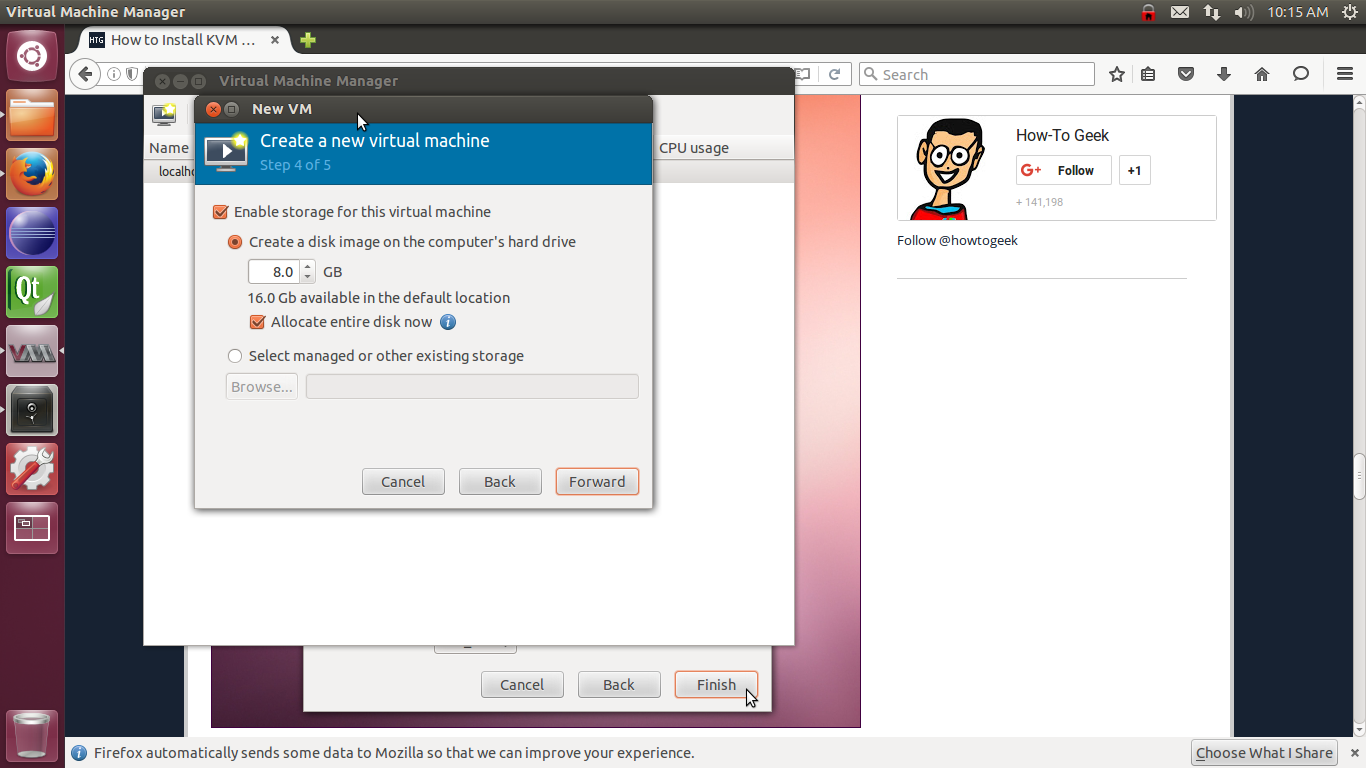 Virtual Machine Manager
10:15 AM
HTG
How to Install KVM ...
Search
Virtual Machine Manager
New VM
Create a new virtual machine
Step 4 of 5
Name
CPU usage
Enable storage for this virtual machine
Create a disk image on the computer's hard drive
8.0 GB
16.0 Gb available in the default location
Allocate entire disk now
Select managed or other existing storage
Browse...
Cancel
Back
Forward
Cancel
Back
Finish
How-To Geek
G+ Follow
+1
+ 141,198
Follow @howtogeek
Qt
Firefox automatically sends some data to Mozilla so that we can improve your experience.
Choose What I Share